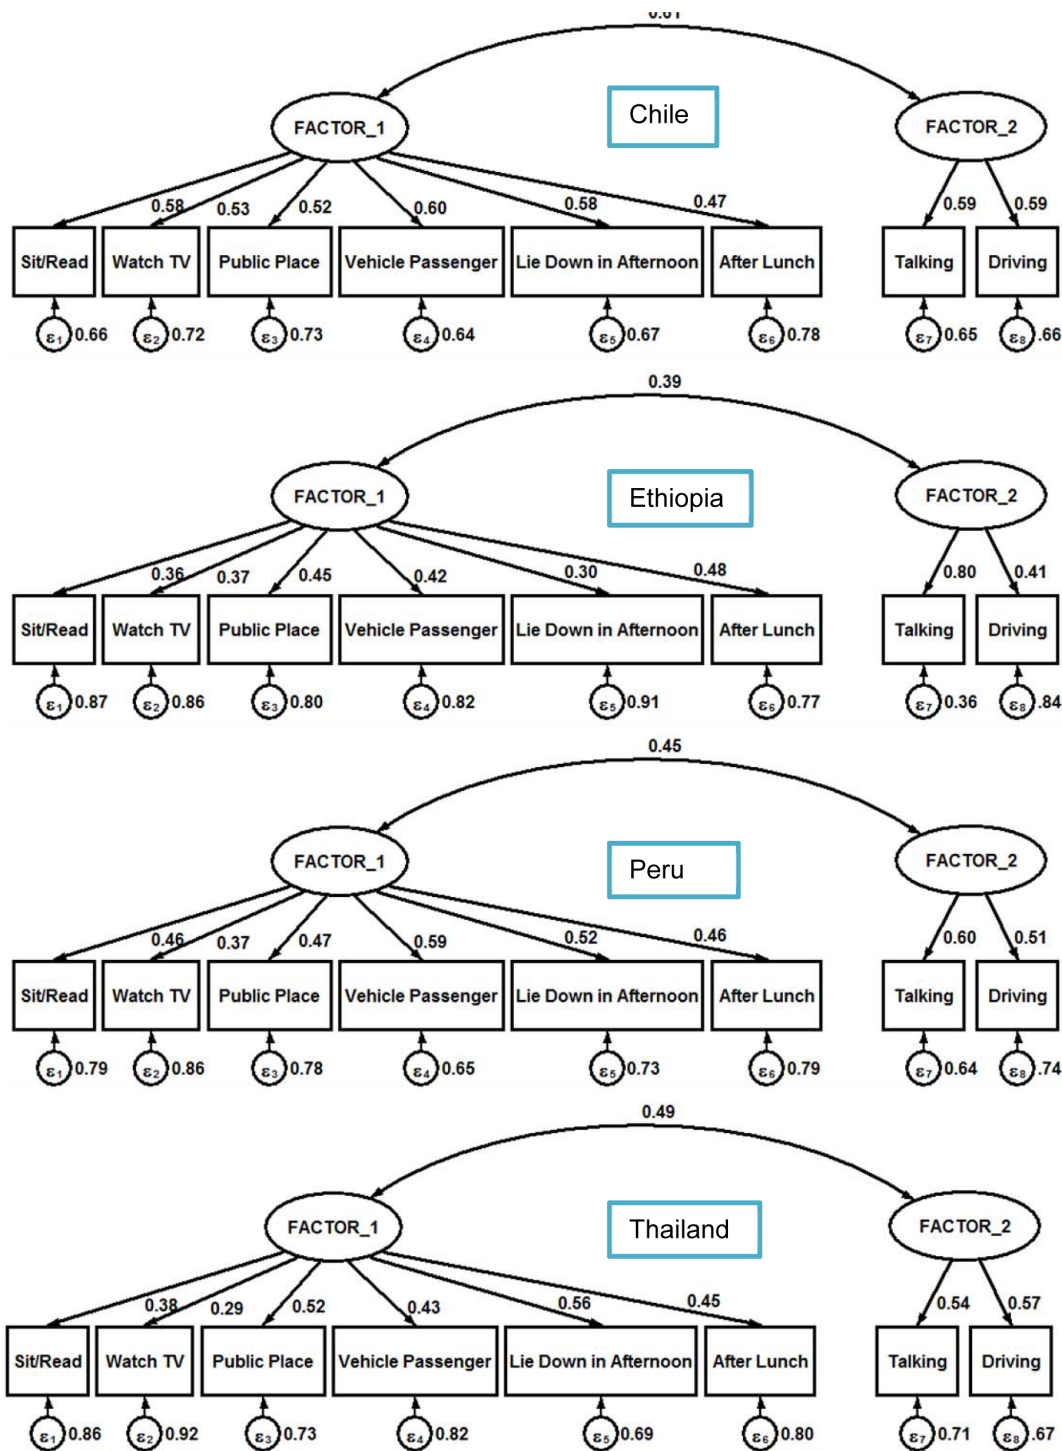 FACTOR_1
Chile
FACTOR_2
0.58 0.53 0.52 0.60 0.58 0.47 0.59 0.59
Sit/Read Watch TV Public Place Vehicle Passenger Lie Down in Afternoon After Lunch Talking Driving
ε1 0.66 ε2 0.72 ε3 0.73 ε4 0.64 ε5 0.67 ε6 0.78 ε7 0.65 ε8 .66
0.39
FACTOR_1
Ethiopia
FACTOR_2
0.36 0.37 0.45 0.42 0.30 0.48 0.80 0.41
Sit/Read Watch TV Public Place Vehicle Passenger Lie Down in Afternoon After Lunch Talking Driving
ε1 0.87 ε2 0.86 ε3 0.80 ε4 0.82 ε5 0.91 ε6 0.77 ε7 0.36 ε8 .84
0.45
FACTOR_1
Peru
FACTOR_2
0.46 0.37 0.47 0.59 0.52 0.46 0.60 0.51
Sit/Read Watch TV Public Place Vehicle Passenger Lie Down in Afternoon After Lunch Talking Driving
ε1 0.79 ε2 0.86 ε3 0.78 ε4 0.65 ε5 0.73 ε6 0.79 ε7 0.64 ε8 .74
0.49
FACTOR_1
Thailand
FACTOR_2
0.38 0.29 0.52 0.43 0.56 0.45 0.54 0.57
Sit/Read Watch TV Public Place Vehicle Passenger Lie Down in Afternoon After Lunch Talking Driving
ε1 0.86 ε2 0.92 ε3 0.73 ε4 0.82 ε5 0.69 ε6 0.80 ε7 0.71 ε8 .67